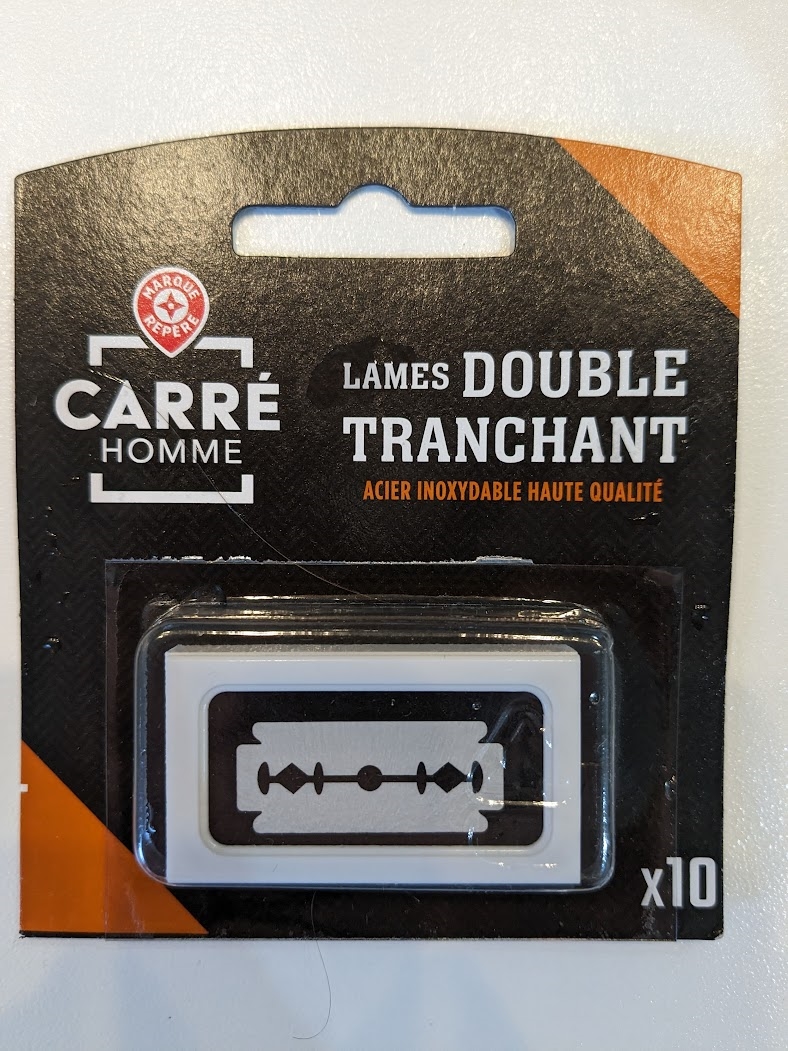 MARQUE
REPÈRE
CARRÉ
HOMME
LAMES DOUBLE
TRANCHANT
ACIER INOXYDABLE HAUTE QUALITÉ
x10